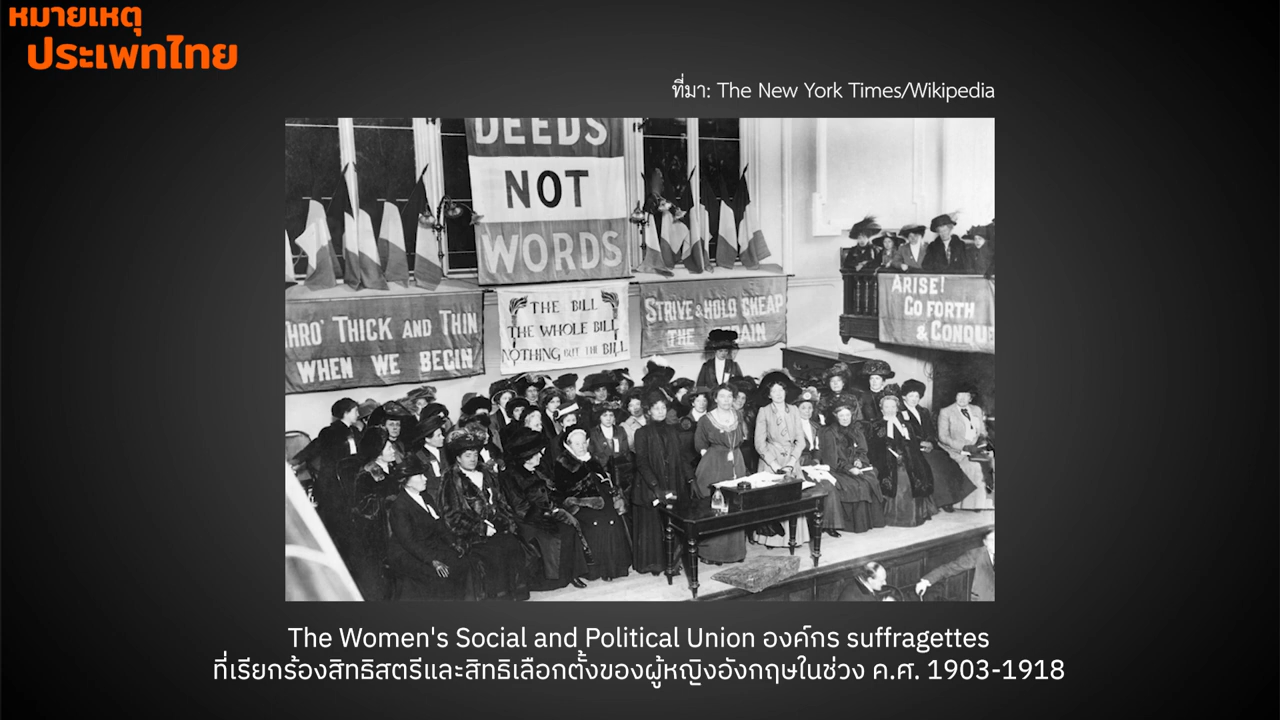 หมายเหตุ
ประเพทไทย
ที่มา: The New York Times/Wikipedia
DEEDS
NOT
WORDS
THE BILL
THE WHOLE BILL
NOTHING BUT THE BILL
HRO' THICK AND THIN
WHEN WE BEGIN
STRIVE & HOLD CHEAP
THE
ARISE!
GO FORTH
& CONQUE
The Women's Social and Political Union องค์กร suffragettes
ที่เรียกร้องสิทธิสตรีและสิทธิเลือกตั้งของผู้หญิงอังกฤษในช่วง ค.ศ. 1903-1918